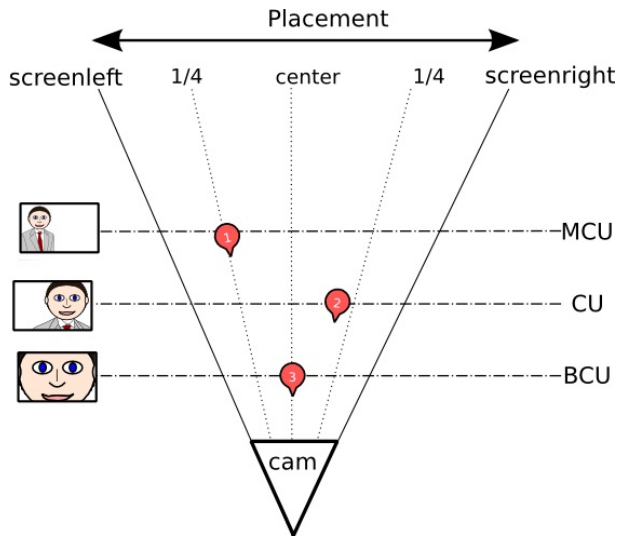 Placement
screenleft 1/4 center 1/4 screenright
1 MCU
2 CU
3 BCU
cam